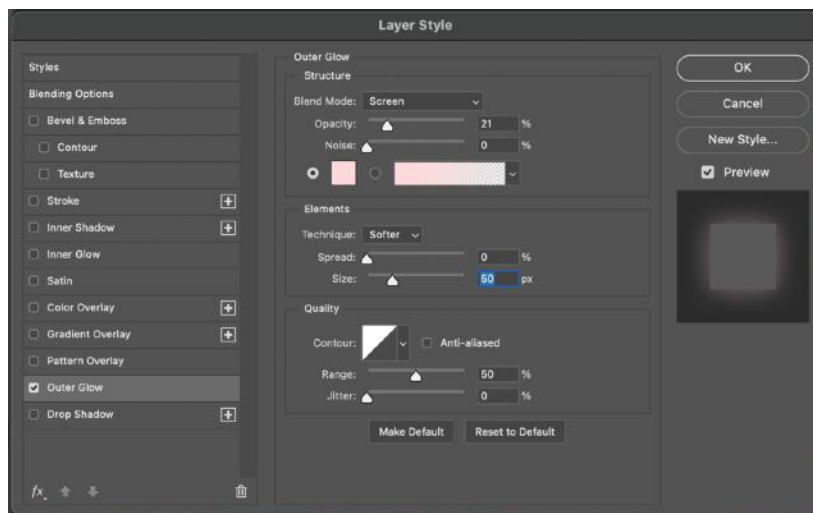 Layer Style
Styles
Blending Options
Bevel & Emboss
Contour
Texture
Stroke
Inner Shadow
Inner Glow
Satin
Color Overlay
Gradient Overlay
Pattern Overlay
Outer Glow
Drop Shadow
fx
Outer Glow
Structure
Blend Mode: Screen
Opacity: 21 %
Noise: 0 %
Elements
Technique: Softer
Spread: 0 %
Size: 50 px
Quality
Contour: Anti-aliased
Range: 50 %
Jitter: 0 %
Make Default Reset to Default
OK
Cancel
New Style...
Preview